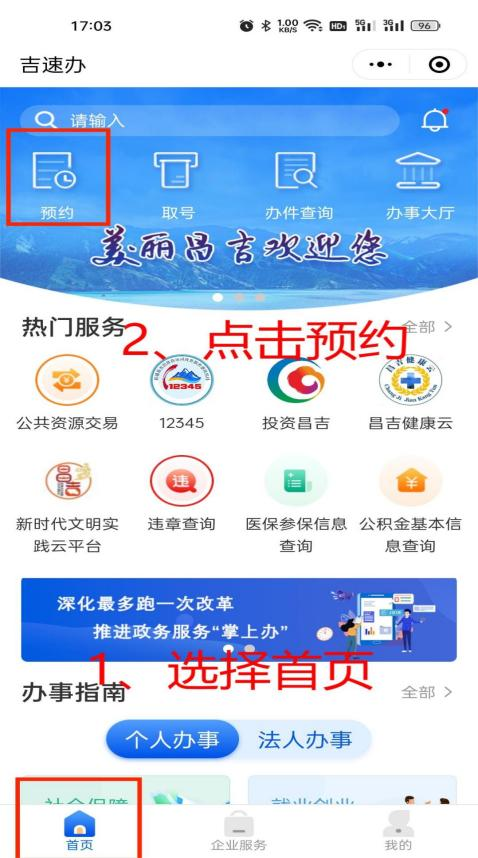 17:03
1.00
KB/S
HD
5G
3G
96
吉速办
请输入
预约
取号
办件查询
办事大厅
美丽昌吉欢迎您
热门服务
全部 >
2、点击预约
12345
昌吉健康云
Chang Ji Jian Kang Yun
公共资源交易
12345
投资昌吉
昌吉健康云
昌吉
违
新时代文明实
践云平台
违章查询
医保参保信息
查询
公积金基本信
息查询
深化最多跑一次改革
推进政务服务“掌上办”
1、选择首页
办事指南
全部 >
个人办事
法人办事
社会保障
就业创业
首页
企业服务
我的